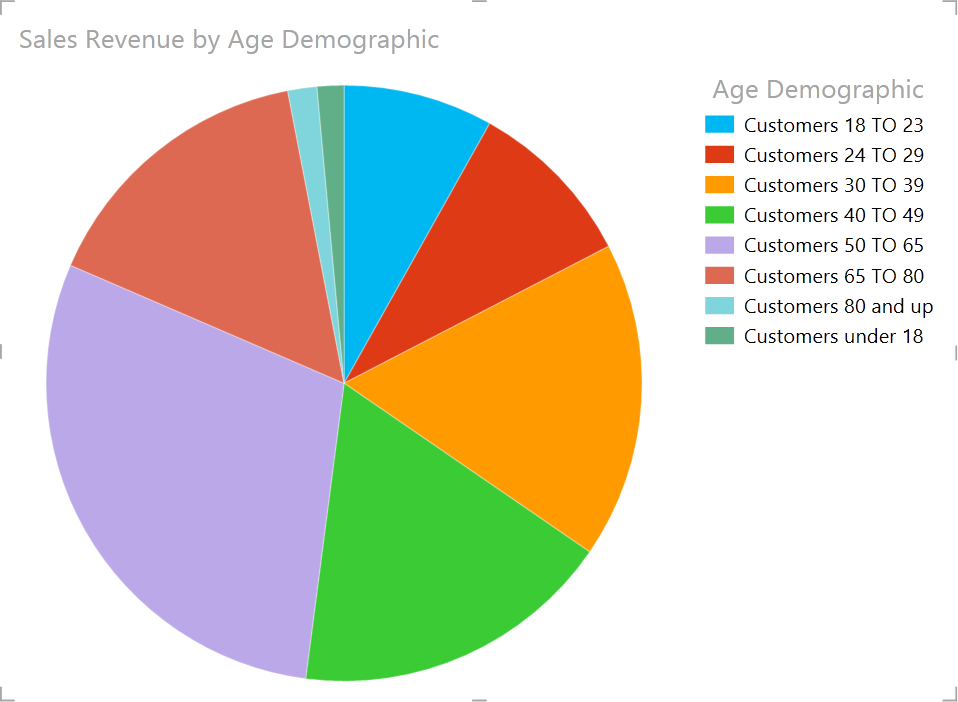 Sales Revenue by Age Demographic
Age Demographic
Customers 18 TO 23
Customers 24 TO 29
Customers 30 TO 39
Customers 40 TO 49
Customers 50 TO 65
Customers 65 TO 80
Customers 80 and up
Customers under 18